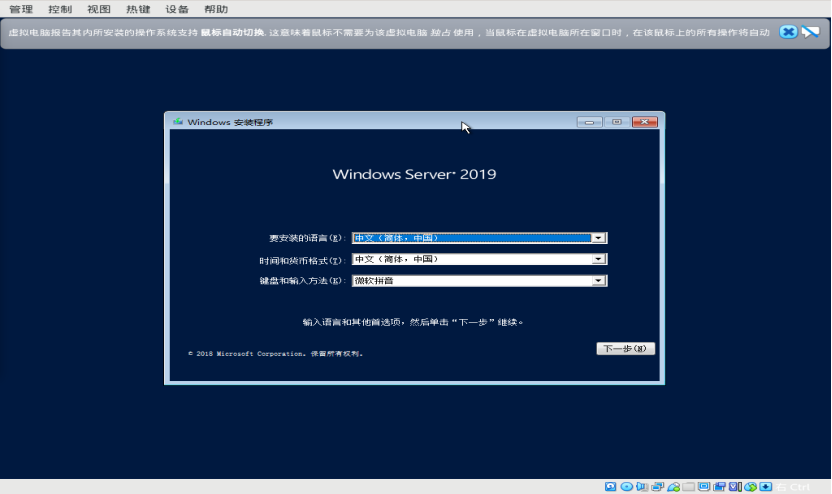 管理 控制 视图 热键 设备 帮助
虚拟电脑报告其内所安装的操作系统支持 鼠标自动切换. 这意味着鼠标不需要为该虚拟电脑 独占 使用，当鼠标在虚拟电脑所在窗口时，在该鼠标上的所有操作将自动
Windows 安装程序
Windows Server 2019
要安装的语言(E): 中文（简体，中国）
时间和货币格式(T): 中文（简体，中国）
键盘和输入方法(K): 微软拼音
输入语言和其他首选项，然后单击“下一步”继续。
下一步(N)
© 2018 Microsoft Corporation。保留所有权利。
右 Ctrl